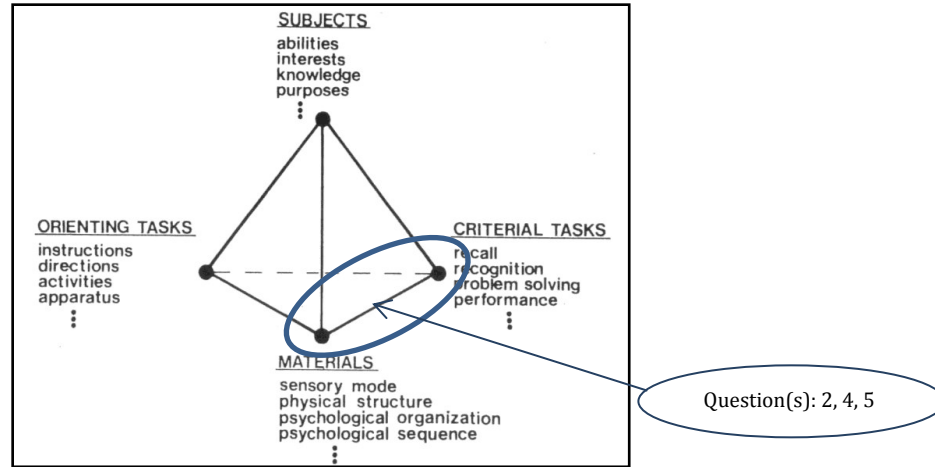 SUBJECTS
abilities
interests
knowledge
purposes
ORIENTING TASKS
instructions
directions
activities
apparatus
CRITERIAL TASKS
recall
recognition
problem solving
performance
MATERIALS
sensory mode
physical structure
psychological organization
psychological sequence
Question(s): 2, 4, 5